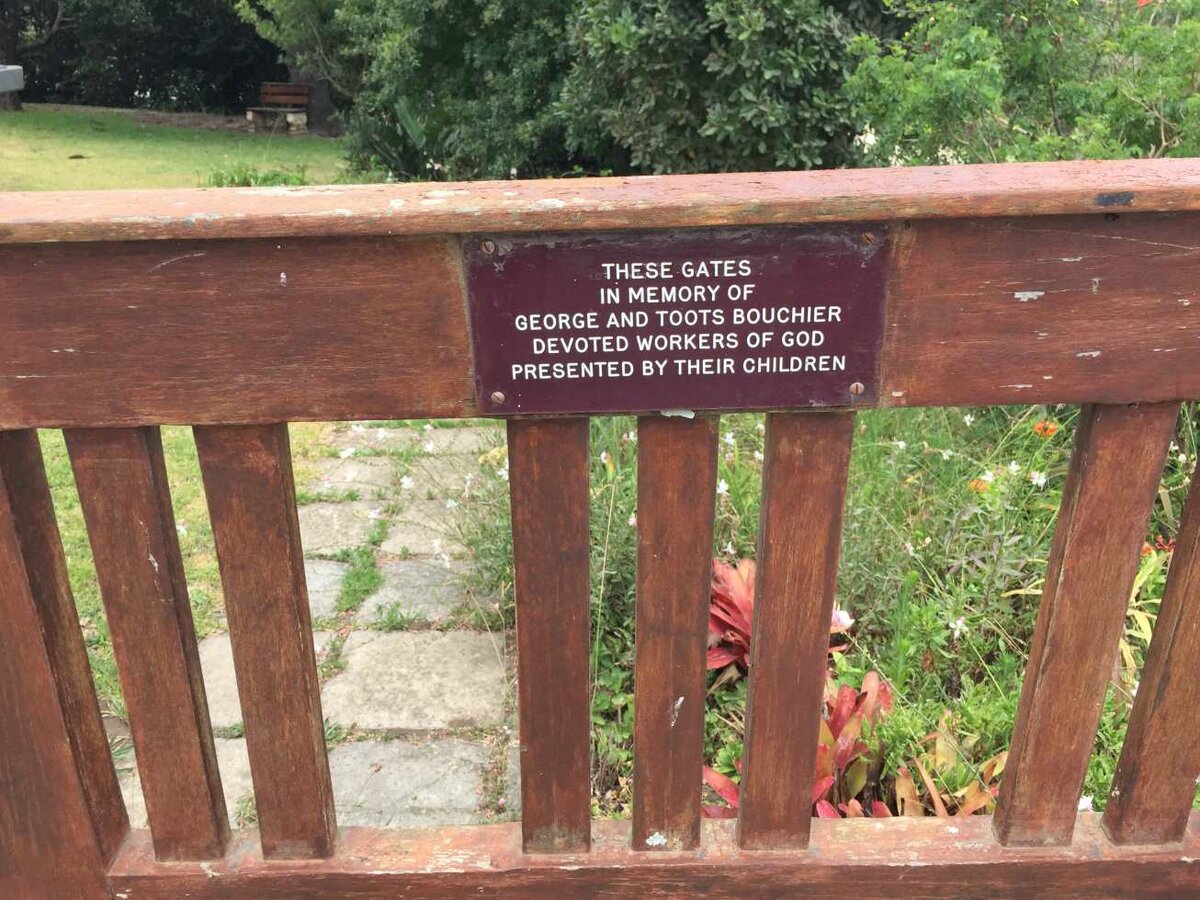 THESE GATES
IN MEMORY OF
GEORGE AND TOOTS BOUCHIER
DEVOTED WORKERS OF GOD
PRESENTED BY THEIR CHILDREN